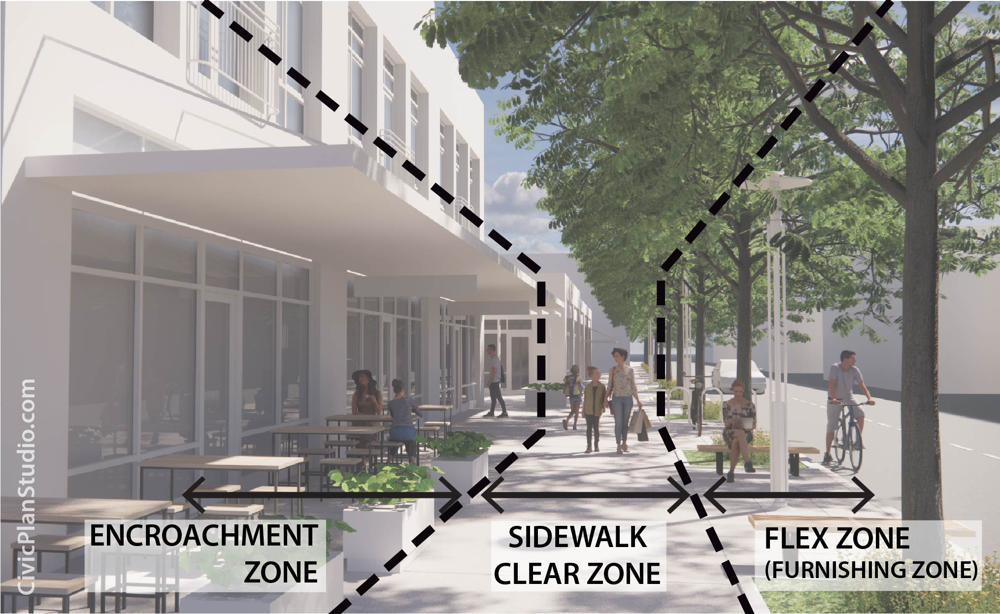 CivicPlanStudio.com
ENCROACHMENT
ZONE
SIDEWALK
CLEAR ZONE
FLEX ZONE
(FURNISHING ZONE)